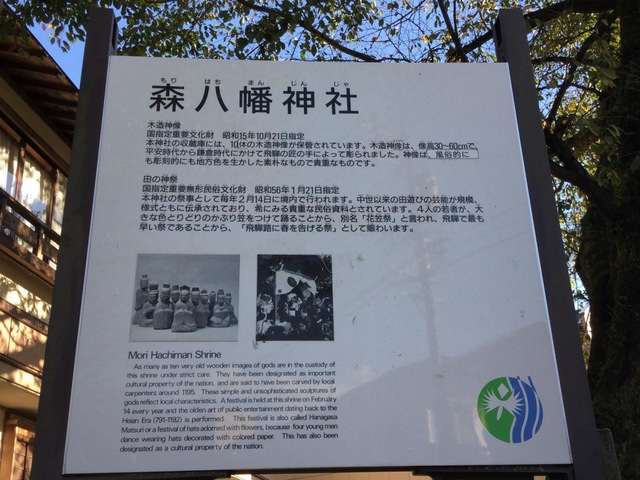 もり はち まん じん じゃ
森八幡神社
木造神像
国指定重要文化財 昭和15年10月21日指定
本神社の収蔵庫には、10体の木造神像が保管されています。木造神像は、像高30~60cmで、
平安時代から鎌倉時代にかけて飛騨の匠の手によって彫られました。神像は、風俗的に
も彫刻的にも地方色を生かした素朴なもので貴重なものです。
田の神祭
国指定重要無形民俗文化財 昭和56年1月21日指定
本神社の祭事として毎年2月14日に境内で行われます。中世以来の田遊びの芸能が規模、
様式ともに伝承されており、希にみる貴重な民俗資料とされています。4人の若者が、大
きな色とりどりのかぶり笠をつけて踊ることから、別名「花笠祭」と言われ、飛騨で最も
早い祭であることから、「飛騨路に春を告げる祭」として賑わいます。
Mori Hachiman Shrine
As many as ten very old wooden images of gods are in the custody of
this shrine under strict care. They have been designated as important
cultural property of the nation, and are said to have been carved by local
carpenters around 1195. These simple and unsophisticated sculptures of
gods reflect local characteristics. A festival is held at this shrine on February
14 every year and the olden art of public entertainment dating back to the
Heian Era (791-1192) is performed. This festival is also called Hanagasa
Matsuri or a festival of hats adorned with flowers, because four young men
dance wearing hats decorated with colored paper. This has also been
designated as a cultural property of the nation.